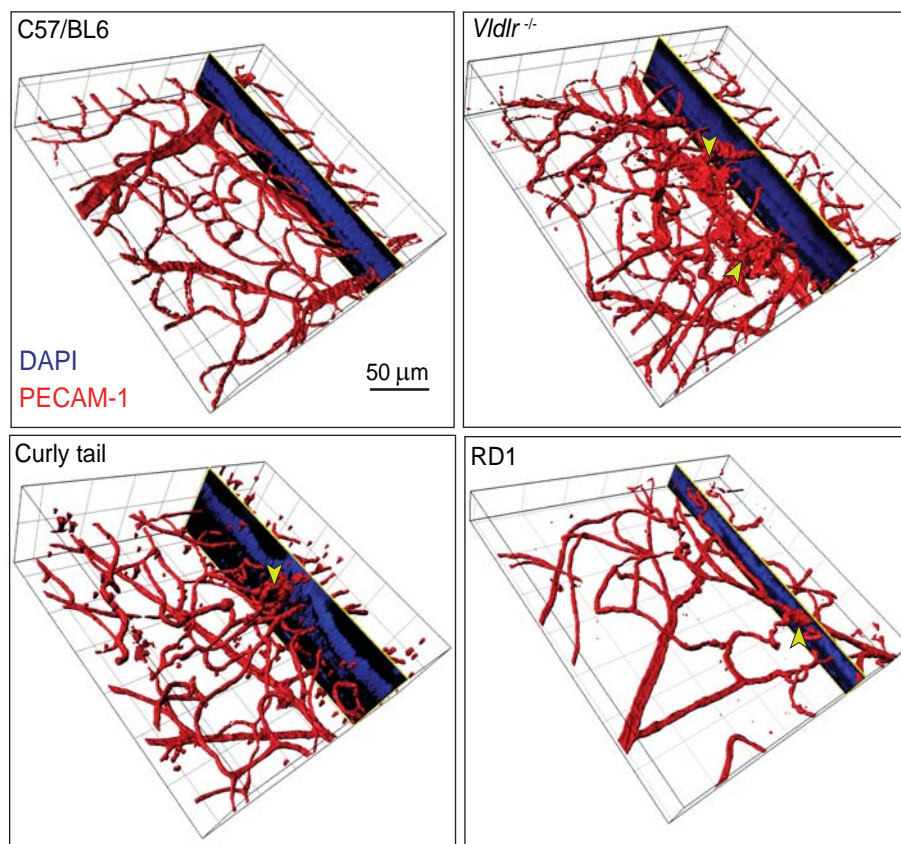 C57/BL6
Vldlr -/-
DAPI
PECAM-1
50 μm
Curly tail
RD1